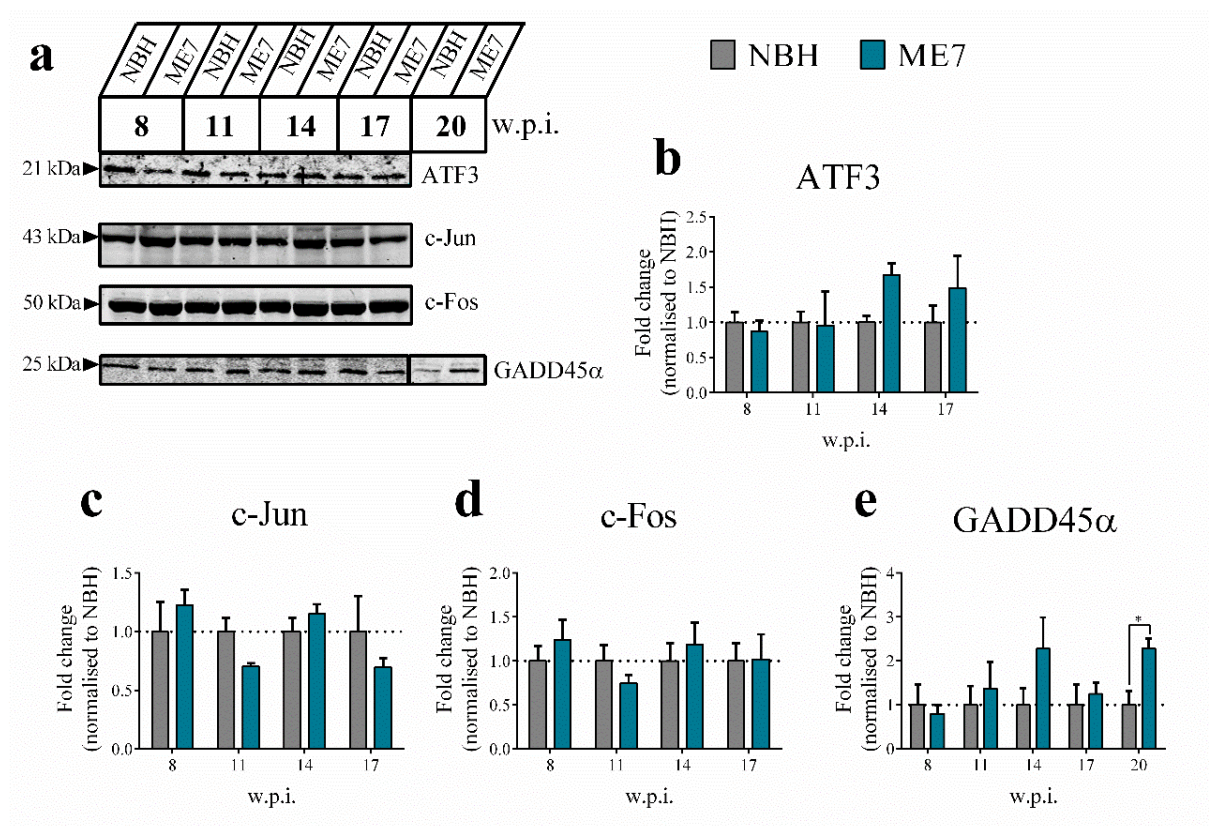 a
NBH ME7 NBH ME7 NBH ME7 NBH ME7 NBH ME7
8 11 14 17 20 w.p.i.
21 kDa ATF3
43 kDa c-Jun
50 kDa c-Fos
25 kDa GADD45α
NBH ME7
b
ATF3
Fold change
(normalised to NBH)
2.5
2.0
1.5
1.0
0.5
0.0
8 11 14 17
w.p.i.
c
c-Jun
Fold change
(normalised to NBH)
1.5
1.0
0.5
0.0
8 11 14 17
w.p.i.
d
c-Fos
Fold change
(normalised to NBH)
2.0
1.5
1.0
0.5
0.0
8 11 14 17
w.p.i.
e
GADD45α
Fold change
(normalised to NBH)
4
3
2
1
0
*
8 11 14 17 20
w.p.i.